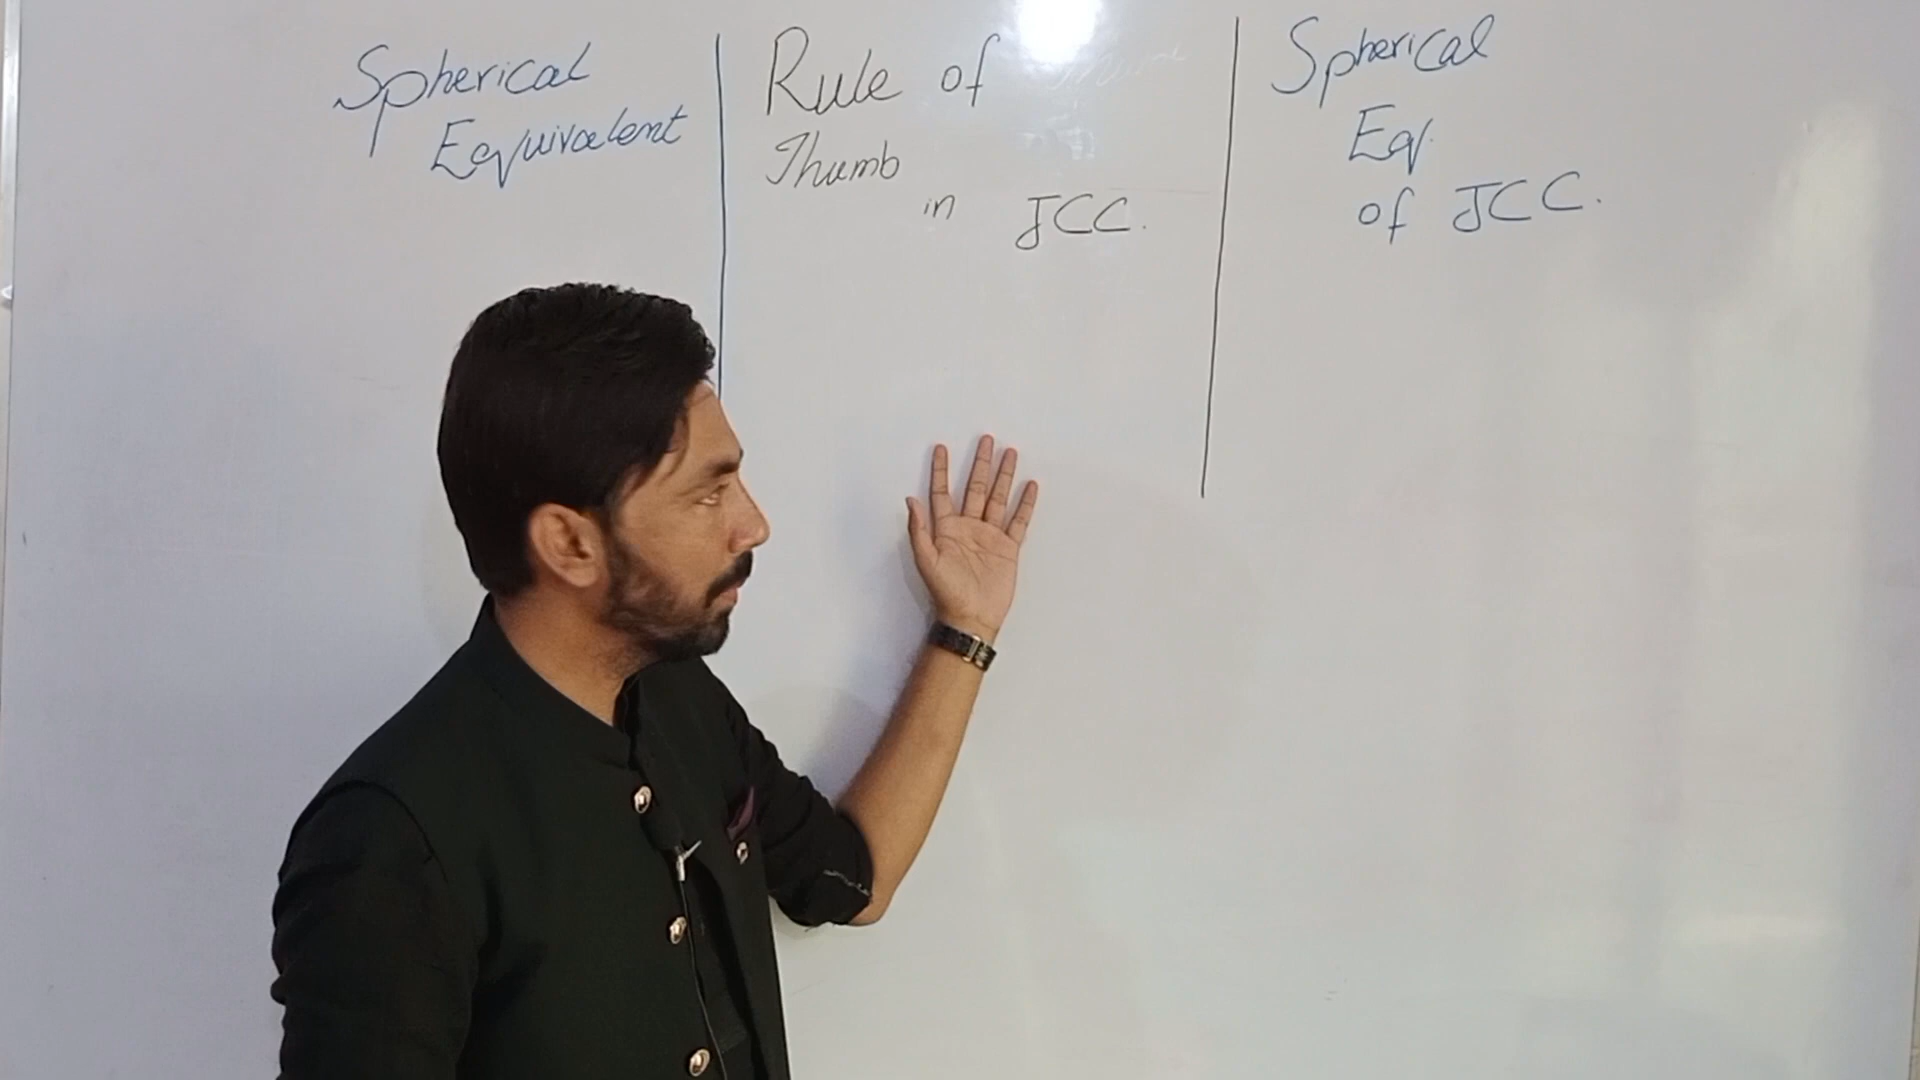 Spherical
Equivalent
Rule of
Thumb
in JCC.
Spherical
Eq.
of JCC.